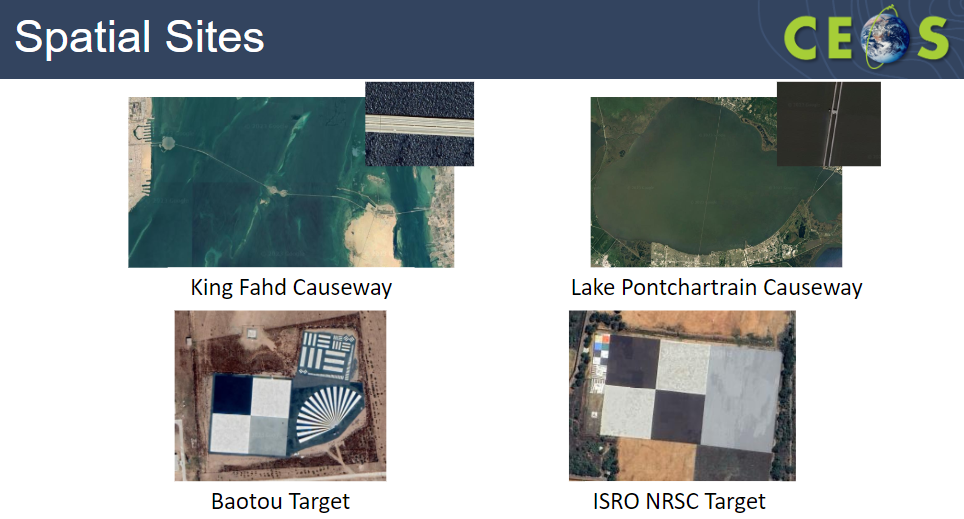 Spatial Sites
CEOS
King Fahd Causeway
Lake Pontchartrain Causeway
Baotou Target
ISRO NRSC Target